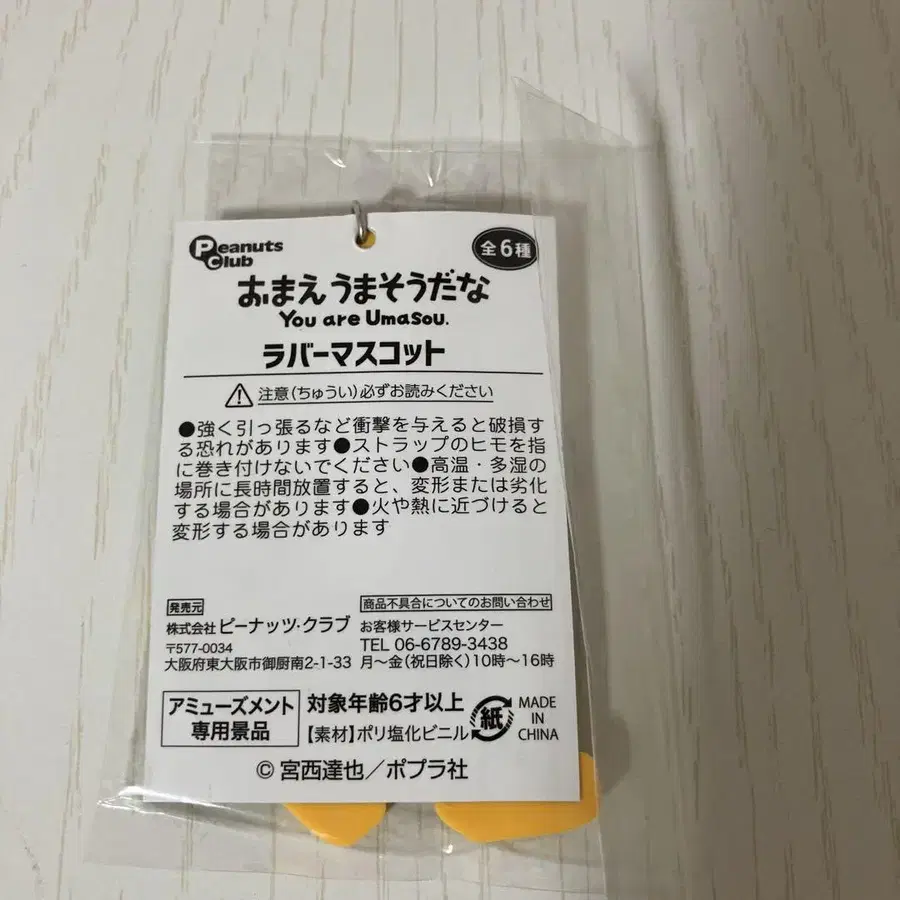 Peanuts Club
全6種
おまえうまそうだな
You are Umasou.
ラバーマスコット
注意(ちゅうい)必ずお読みください
●強く引っ張るなど衝撃を与えると破損す
る恐れがあります●ストラップのヒモを指
に巻き付けないでください●高温・多湿の
場所に長時間放置すると、変形または劣化
する場合があります●火や熱に近づけると
変形する場合があります
発売元
株式会社 ピーナッツ・クラブ
〒577-0034
大阪府東大阪市御厨南2-1-33
商品不具合についてのお問い合わせ
お客様サービスセンター
TEL 06-6789-3438
月〜金(祝日除く)10時〜16時
アミューズメント
専用景品
対象年齢6才以上
【素材】ポリ塩化ビニル
紙
MADE
IN
CHINA
© 宮西達也/ポプラ社